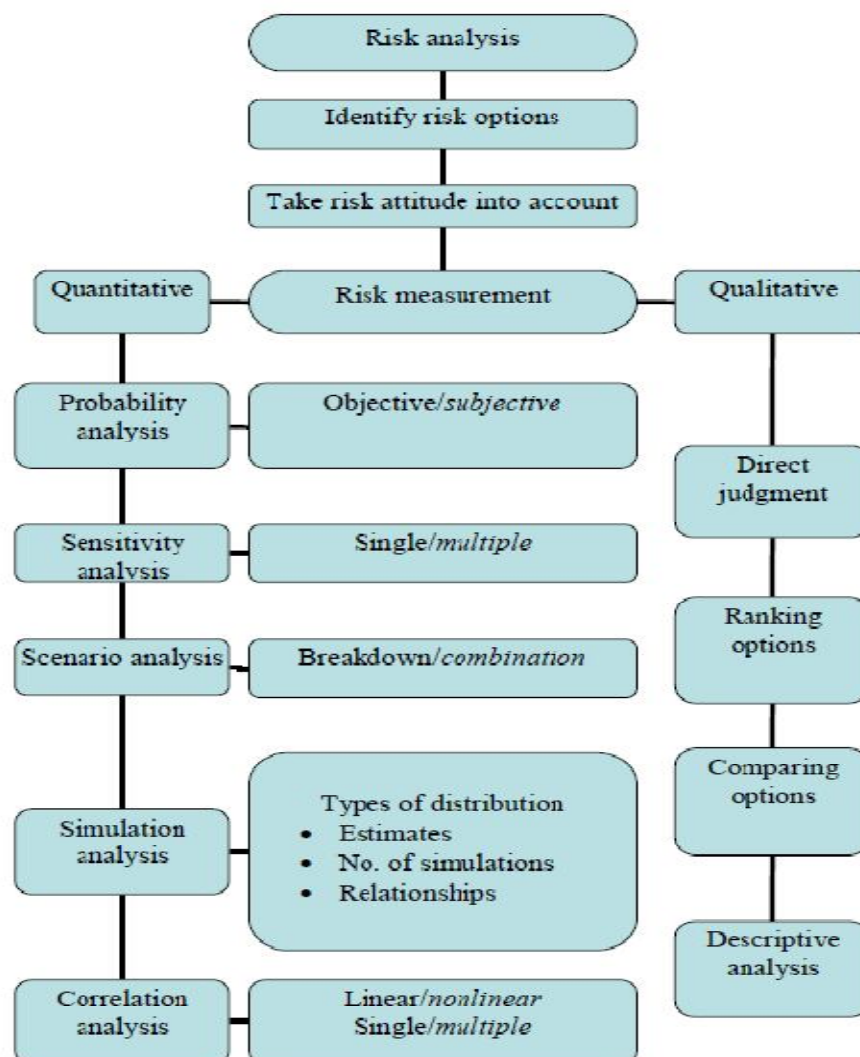 Risk analysis
Identify risk options
Take risk attitude into account
Quantitative
Risk measurement
Qualitative
Probability
analysis
Objective/subjective
Direct
judgment
Sensitivity
analysis
Single/multiple
Ranking
options
Scenario analysis
Breakdown/combination
Comparing
options
Simulation
analysis
Types of distribution
• Estimates
• No. of simulations
• Relationships
Descriptive
analysis
Correlation
analysis
Linear/nonlinear
Single/multiple